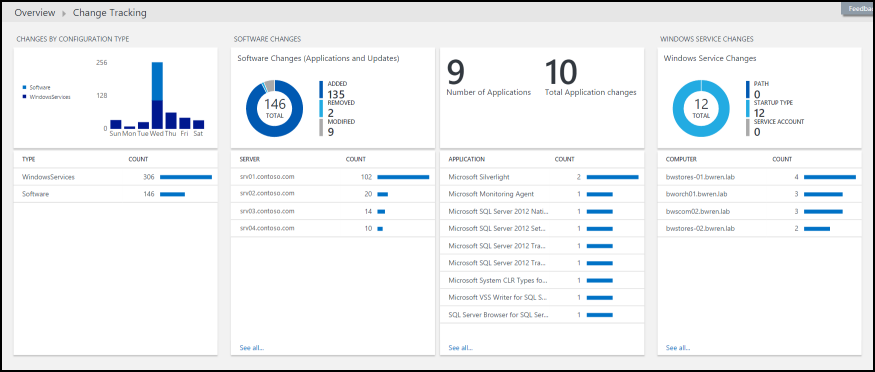 Overview ▸ Change Tracking
Feedba
CHANGES BY CONFIGURATION TYPE
Software
WindowsServices
256
128
0
Sun Mon Tue Wed Thu Fri Sat
TYPE COUNT
WindowsServices 306
Software 146
SOFTWARE CHANGES
Software Changes (Applications and Updates)
146
TOTAL
ADDED
135
REMOVED
2
MODIFIED
9
SERVER COUNT
srv01.contoso.com 102
srv02.contoso.com 20
srv03.contoso.com 14
srv04.contoso.com 10
See all...
9
Number of Applications
10
Total Application changes
APPLICATION COUNT
Microsoft Silverlight 2
Microsoft Monitoring Agent 1
Microsoft SQL Server 2012 Nati... 1
Microsoft SQL Server 2012 Set... 1
Microsoft SQL Server 2012 Tra... 1
Microsoft SQL Server 2012 Tra... 1
Microsoft System CLR Types fo... 1
Microsoft VSS Writer for SQL S... 1
SQL Server Browser for SQL Ser... 1
See all...
WINDOWS SERVICE CHANGES
Windows Service Changes
12
TOTAL
PATH
0
STARTUP TYPE
12
SERVICE ACCOUNT
0
COMPUTER COUNT
bwstores-01.bwren.lab 4
bworch01.bwren.lab 3
bwscom02.bwren.lab 3
bwstores-02.bwren.lab 2
See all...